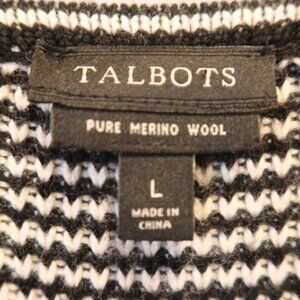 TALBOTS
PURE MERINO WOOL
L
MADE IN
CHINA